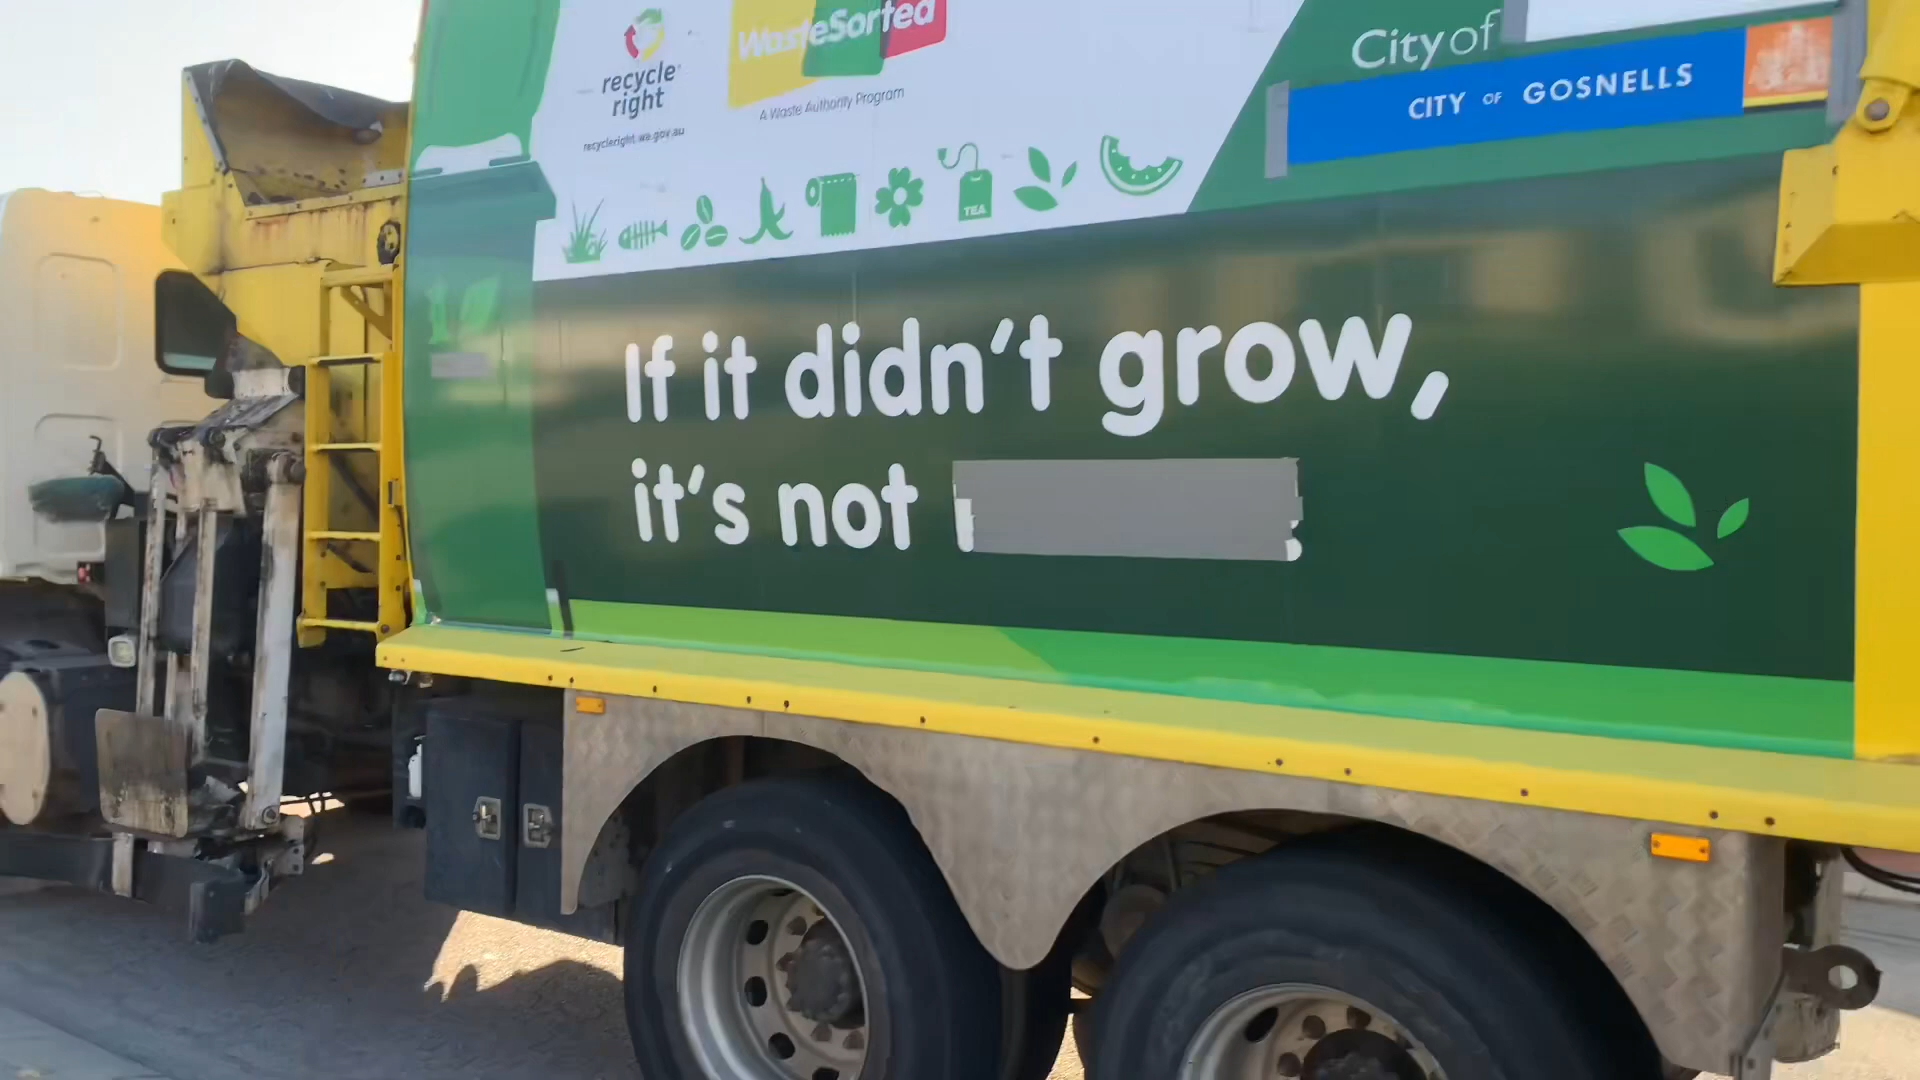 recycle
right
recycleright.wa.gov.au
WasteSorted
A Waste Authority Program
City of
CITY OF GOSNELLS
TEA
If it didn't grow,
it's not